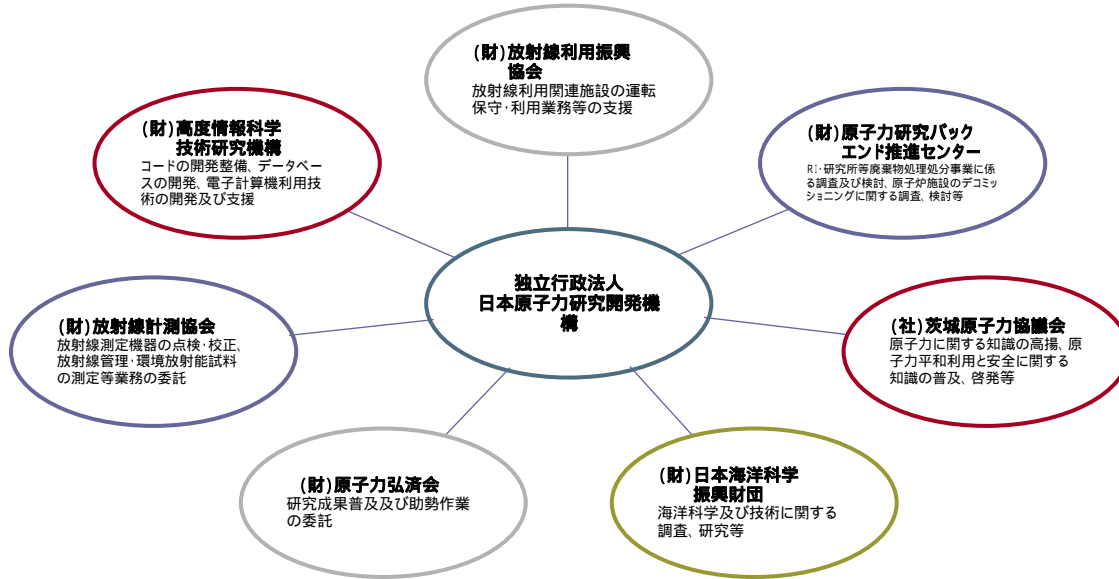 (財)放射線利用振興
協会
放射線利用関連施設の運転
保守・利用業務等の支援
(財)高度情報科学
技術研究機構
コードの開発整備、データベー
スの開発、電子計算機利用技
術の開発及び支援
(財)原子力研究バック
エンド推進センター
RI・研究所等廃棄物処理処分事業に係
る調査及び検討、原子炉施設のデコミッ
ショニングに関する調査、検討等
独立行政法人
日本原子力研究開発機
構
(財)放射線計測協会
放射線測定機器の点検・校正、
放射線管理・環境放射能試料
の測定等業務の委託
(社)茨城原子力協議会
原子力に関する知識の高揚、原
子力平和利用と安全に関する
知識の普及、啓発等
(財)原子力弘済会
研究成果普及及び助勢作業
の委託
(財)日本海洋科学
振興財団
海洋科学及び技術に関する
調査、研究等